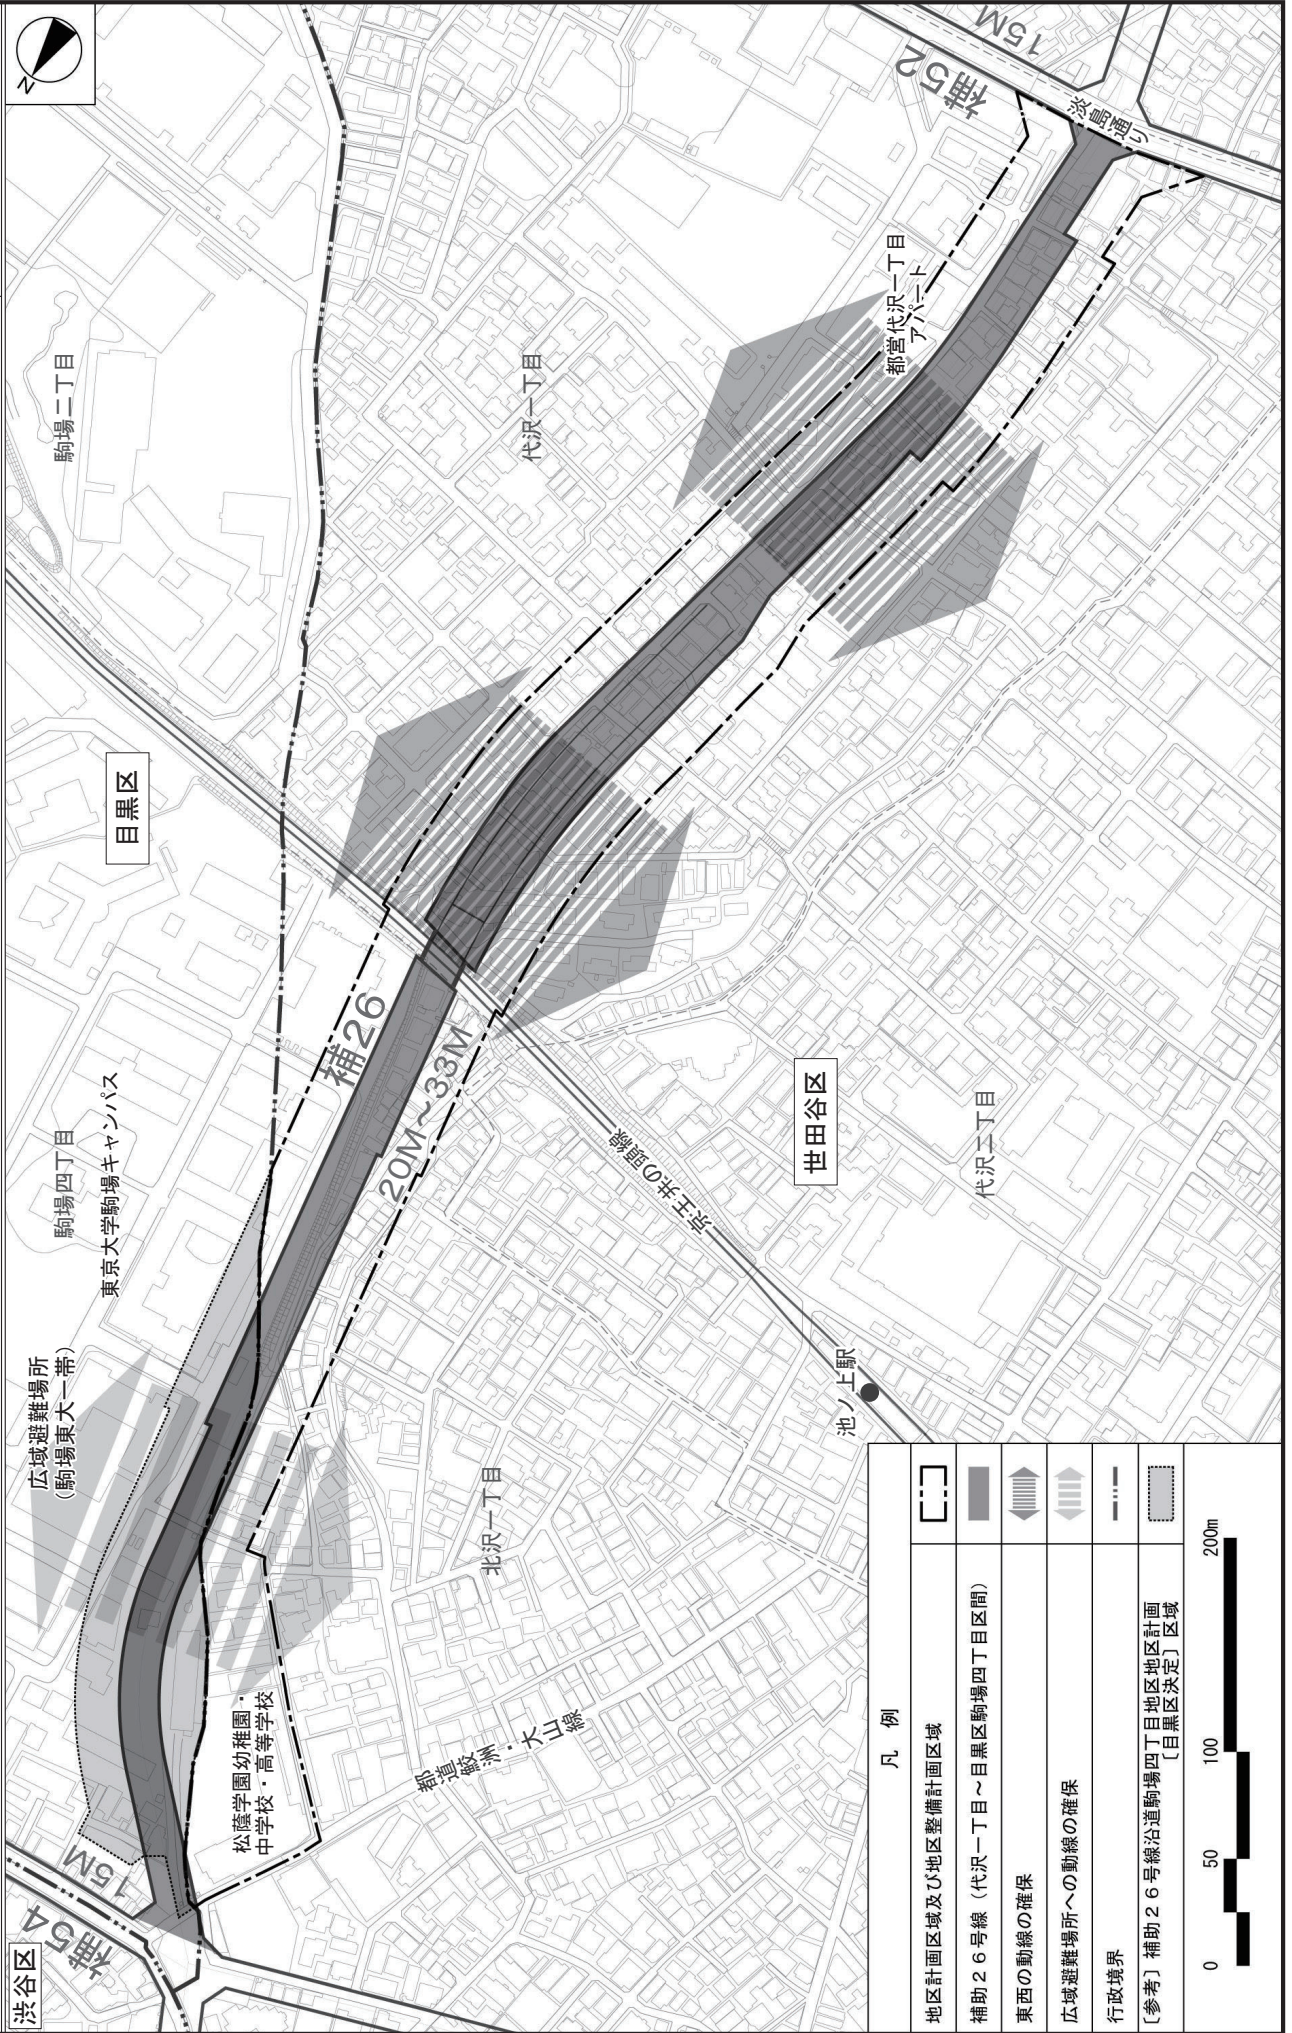 N
渋谷区
補54
15M
広域避難場所
(駒場東大一帯)
駒場四丁目
東京大学駒場キャンパス
目黒区
駒場二丁目
代沢一丁目
補52
15M
淡島通り
都営代沢一丁目
アパート
補26
20M~33M
松蔭学園幼稚園・
中学校・高等学校
都道鮫洲・大山線
北沢一丁目
京王井の頭線
池ノ上駅
世田谷区
代沢二丁目
凡 例
地区計画区域及び地区整備計画区域
補助26号線(代沢一丁目~目黒区駒場四丁目区間)
東西の動線の確保
広域避難場所への動線の確保
行政境界
〔参考〕補助26号線沿道駒場四丁目地区地区計画
〔目黒区決定〕区域
0 50 100 200m